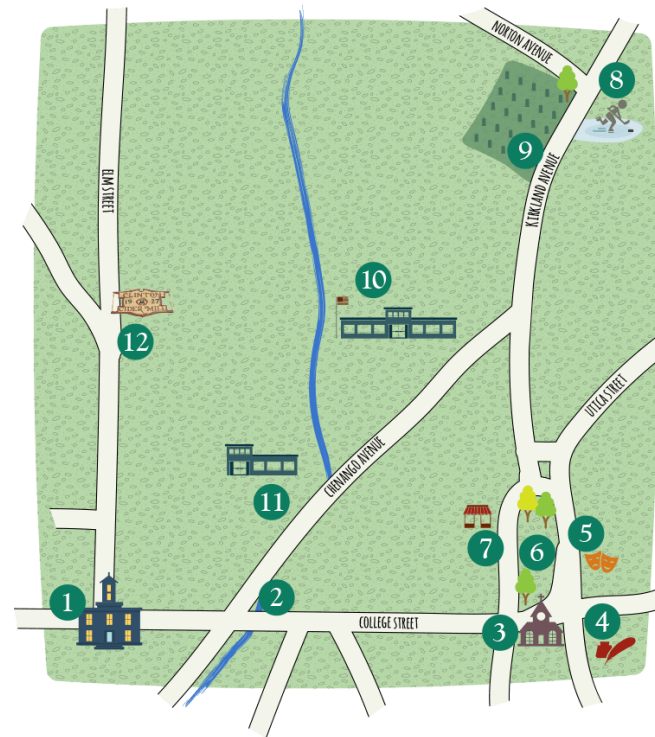 NORTON AVENUE
8
9
KIRKLAND AVENUE
ELM STREET
10
CLINTON
19 27
CIDER MILL
12
UTICA STREET
CHENANGO AVENUE
11
7
6
5
1
2
COLLEGE STREET
3
4